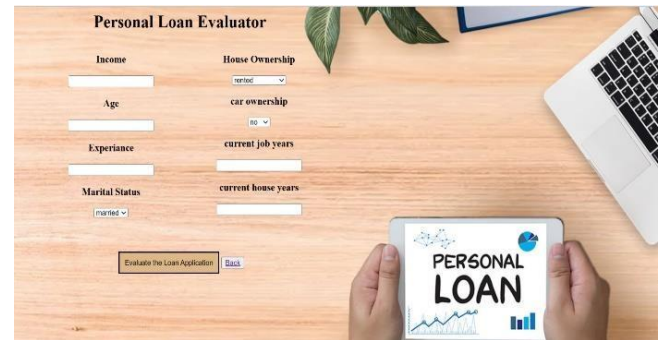 Personal Loan Evaluator
Income
House Ownership
rented
Age
car ownership
no
Experiance
current job years
Marital Status
current house years
married
Evaluate the Loan Application
Back
PERSONAL
LOAN